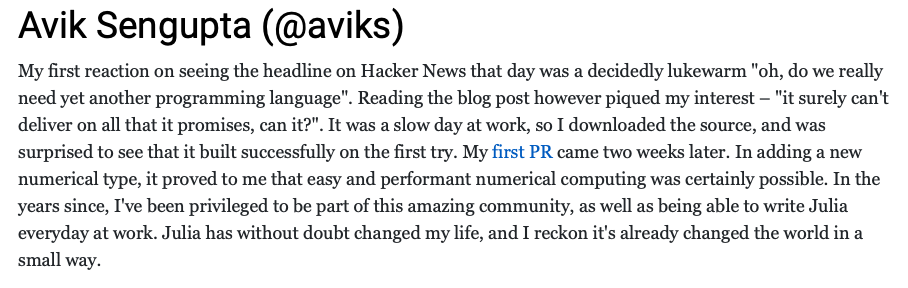 Avik Sengupta (@aviks)
My first reaction on seeing the headline on Hacker News that day was a decidedly lukewarm "oh, do we really
need yet another programming language". Reading the blog post however piqued my interest – "it surely can't
deliver on all that it promises, can it?". It was a slow day at work, so I downloaded the source, and was
surprised to see that it built successfully on the first try. My first PR came two weeks later. In adding a new
numerical type, it proved to me that easy and performant numerical computing was certainly possible. In the
years since, I've been privileged to be part of this amazing community, as well as being able to write Julia
everyday at work. Julia has without doubt changed my life, and I reckon it's already changed the world in a
small way.